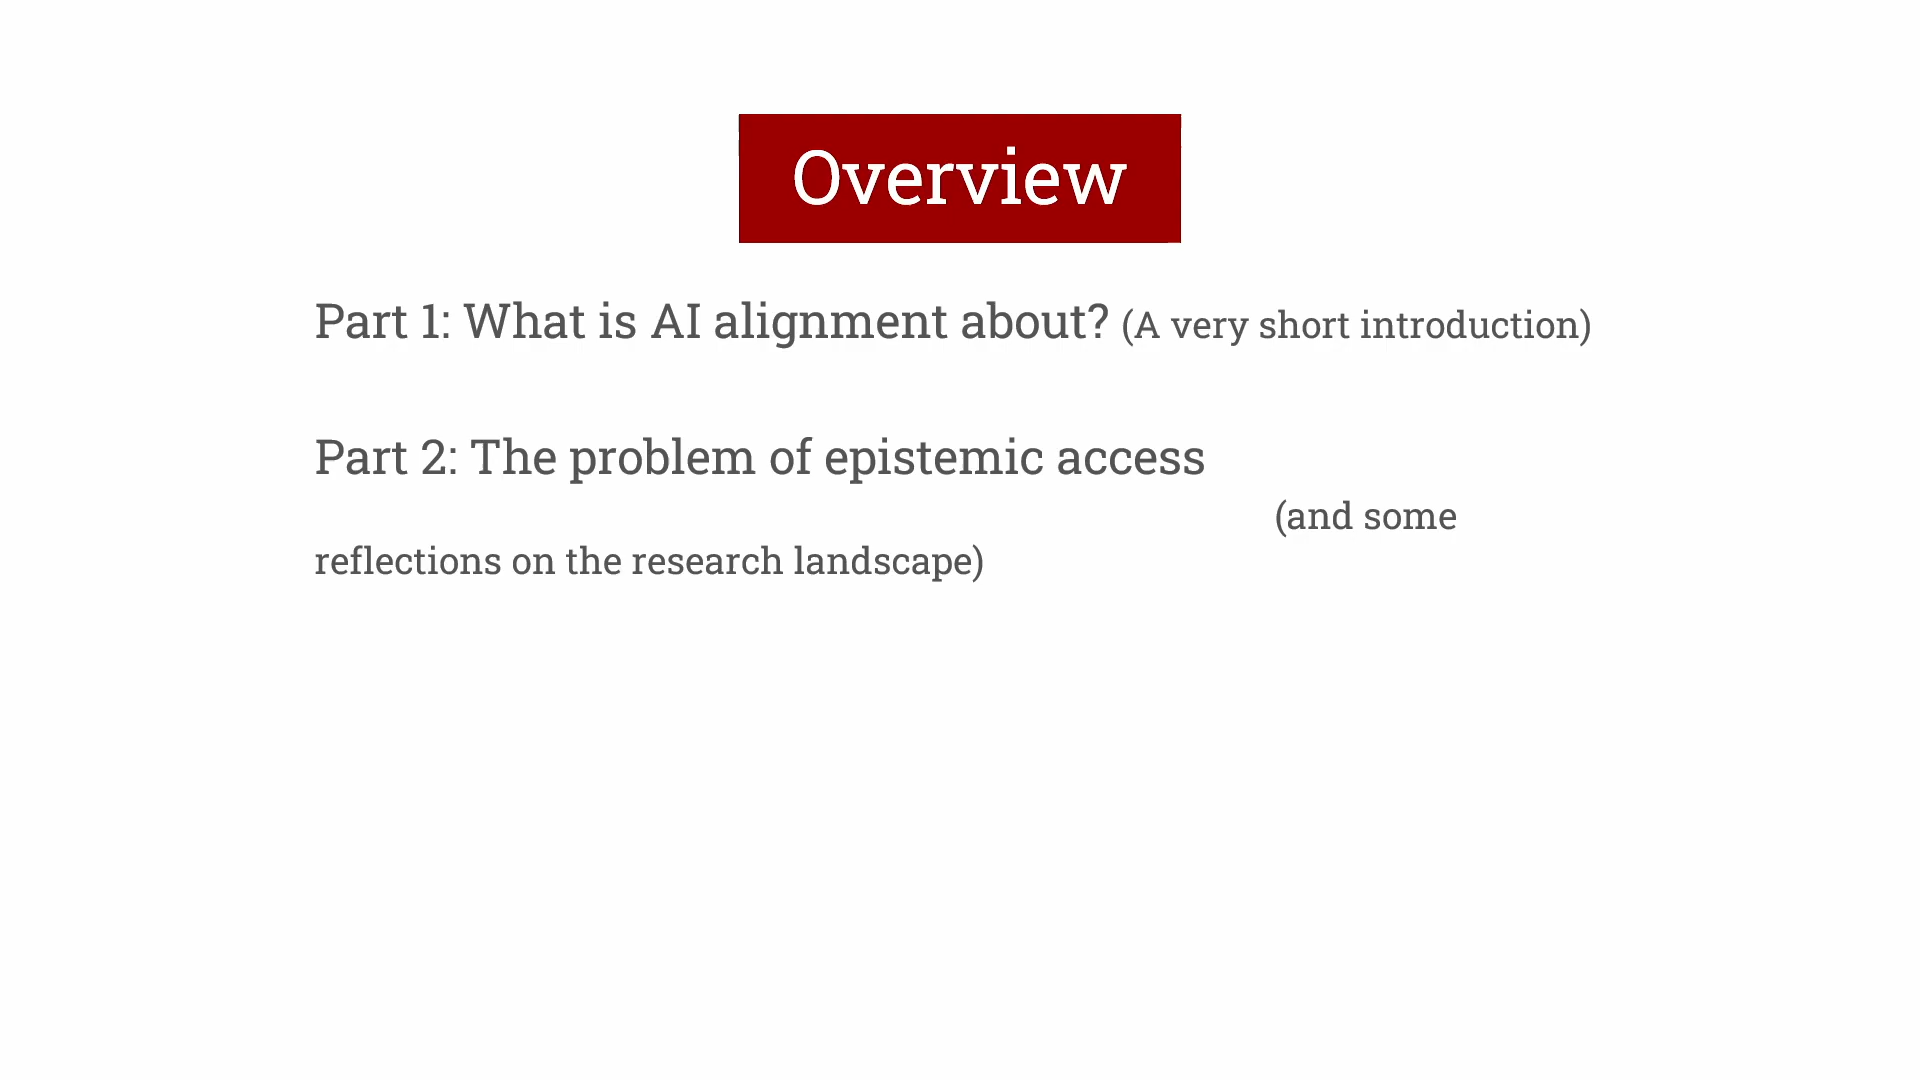 Overview
Part 1: What is AI alignment about? (A very short introduction)
Part 2: The problem of epistemic access
(and some
reflections on the research landscape)